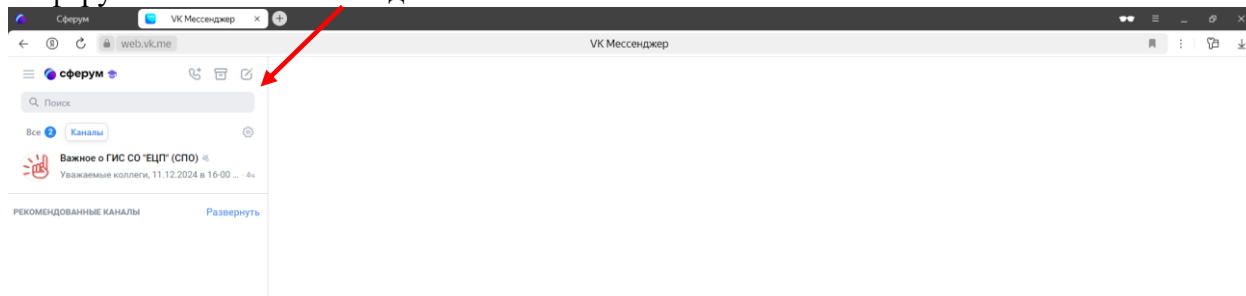 Сферум
VK Мессенджер
web.vk.me
VK Мессенджер
сферум
Поиск
Все 2 Каналы
Важное о ГИС СО "ЕЦП" (СПО)
Уважаемые коллеги, 11.12.2024 в 16-00 ...
РЕКОМЕНДОВАННЫЕ КАНАЛЫ Развернуть